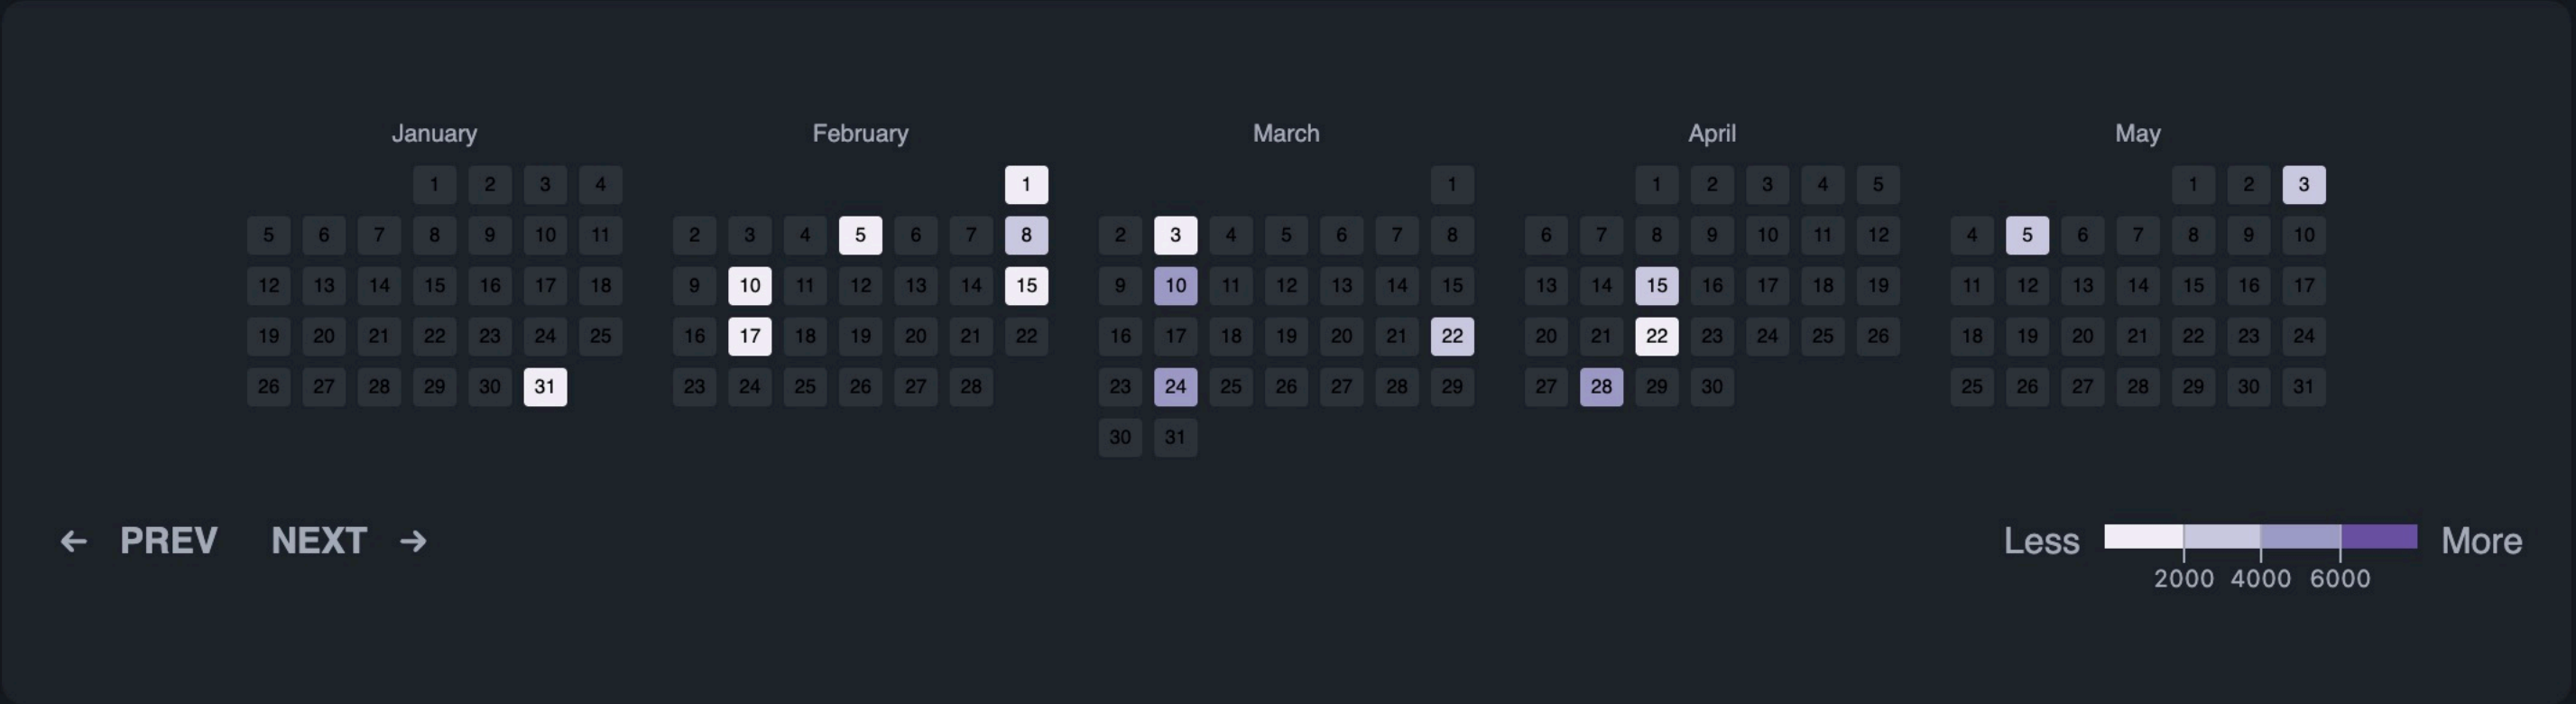 January February March April May
1 2 3 4 1 1 1 2 3 4 5 1 2 3
5 6 7 8 9 10 11 2 3 4 5 6 7 8 2 3 4 5 6 7 8 6 7 8 9 10 11 12 4 5 6 7 8 9 10
12 13 14 15 16 17 18 9 10 11 12 13 14 15 9 10 11 12 13 14 15 13 14 15 16 17 18 19 11 12 13 14 15 16 17
19 20 21 22 23 24 25 16 17 18 19 20 21 22 16 17 18 19 20 21 22 20 21 22 23 24 25 26 18 19 20 21 22 23 24
26 27 28 29 30 31 23 24 25 26 27 28 23 24 25 26 27 28 29 27 28 29 30 25 26 27 28 29 30 31
30 31
← PREV NEXT → Less More
2000 4000 6000